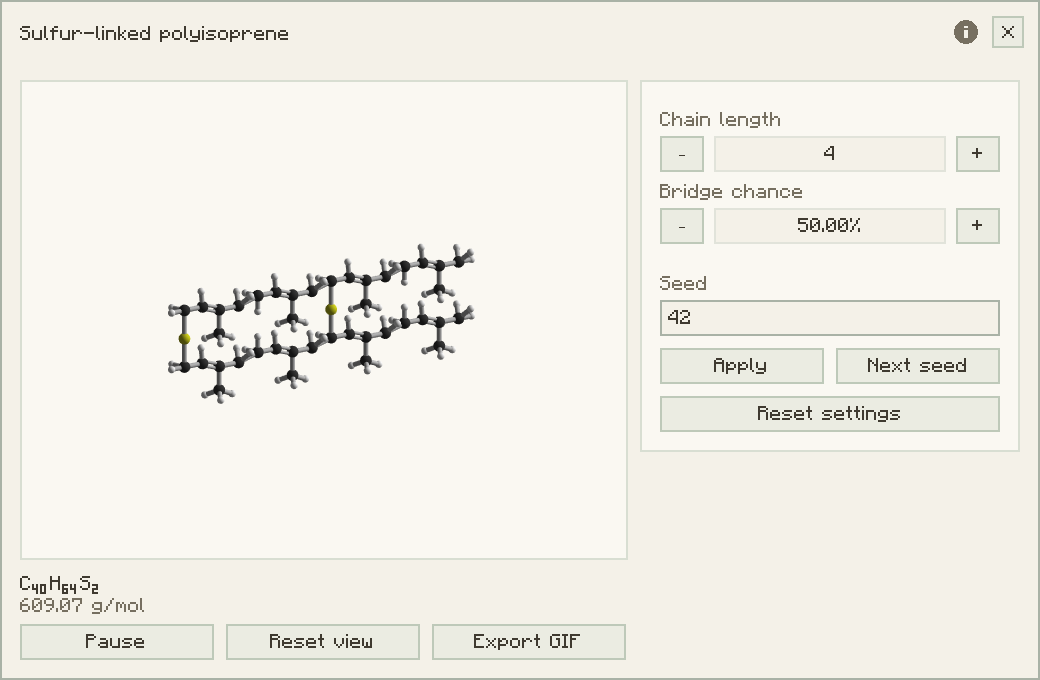 Sulfur-linked polyisoprene
i
×
Chain length
-
4
+
Bridge chance
-
50.00%
+
Seed
42
Apply
Next seed
Reset settings
C₄₀H₆₄S₂
609.07 g/mol
Pause
Reset view
Export GIF